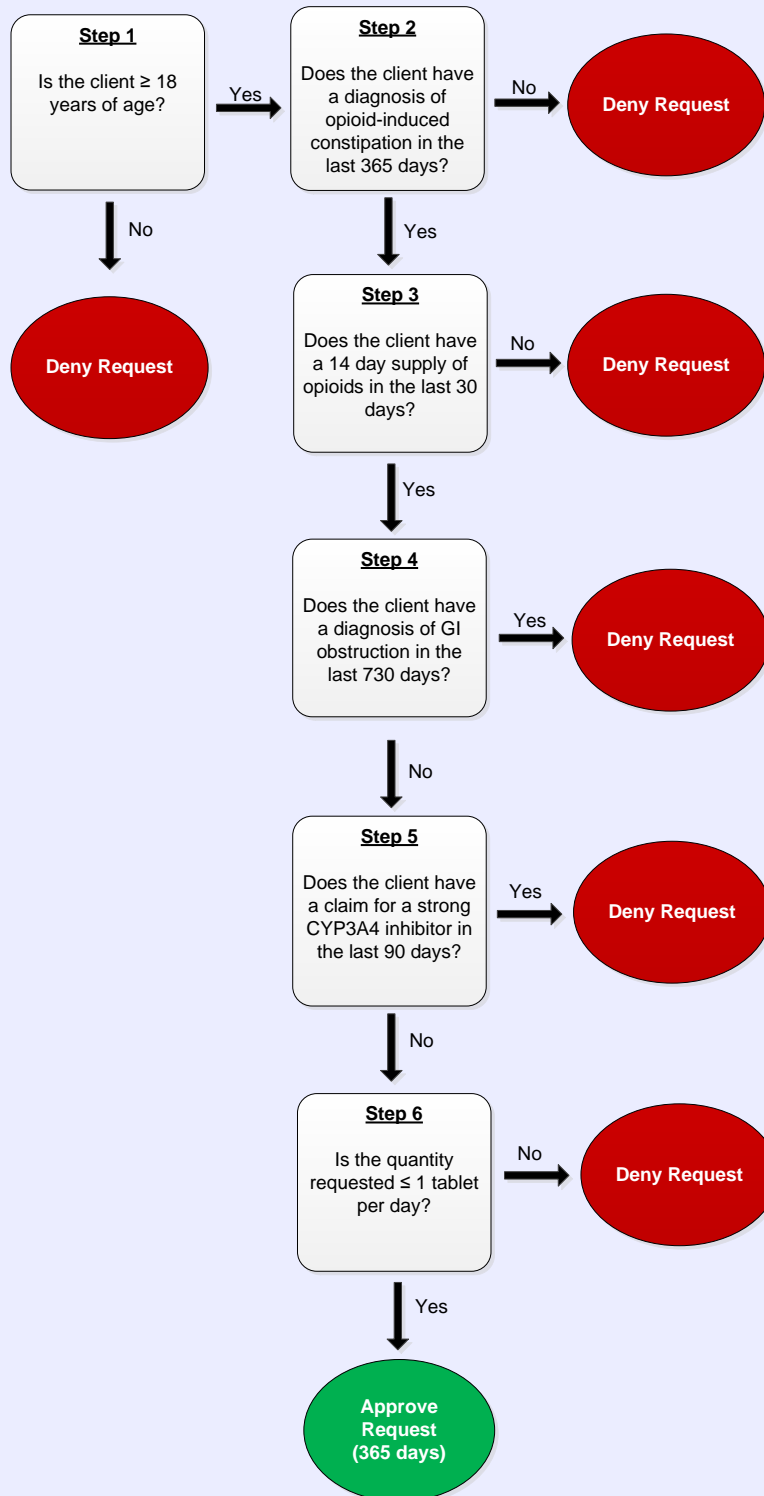 Step 1
Is the client ≥ 18
years of age?
Yes
No
Deny Request
Step 2
Does the client have
a diagnosis of
opioid-induced
constipation in the
last 365 days?
No
Deny Request
Yes
Step 3
Does the client have
a 14 day supply of
opioids in the last 30
days?
No
Deny Request
Yes
Step 4
Does the client have
a diagnosis of GI
obstruction in the
last 730 days?
Yes
Deny Request
No
Step 5
Does the client have
a claim for a strong
CYP3A4 inhibitor in
the last 90 days?
Yes
Deny Request
No
Step 6
Is the quantity
requested ≤ 1 tablet
per day?
No
Deny Request
Yes
Approve
Request
(365 days)